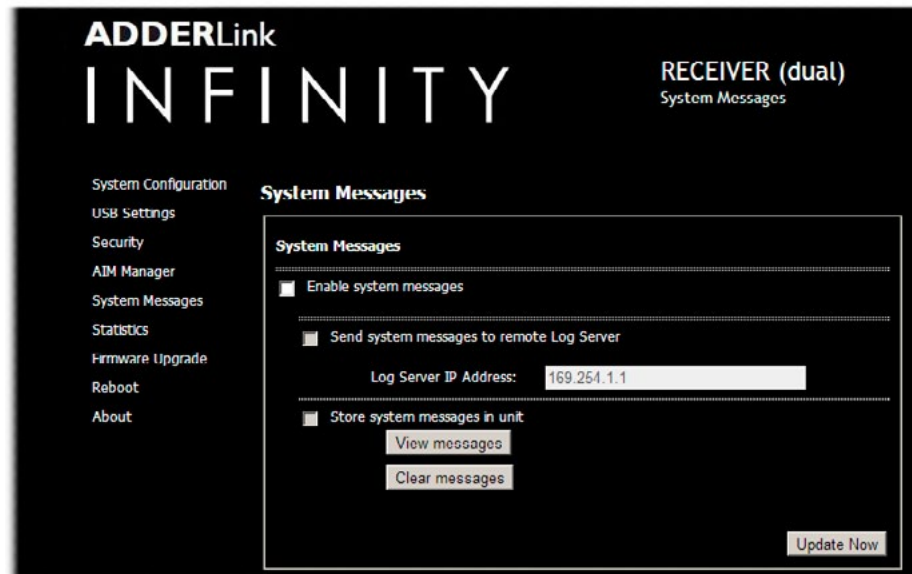 ADDERLink
INFINITY
RECEIVER (dual)
System Messages
System Configuration
USB Settings
Security
AIM Manager
System Messages
Statistics
Firmware Upgrade
Reboot
About
System Messages
System Messages
Enable system messages
Send system messages to remote Log Server
Log Server IP Address: 169.254.1.1
Store system messages in unit
View messages
Clear messages
Update Now